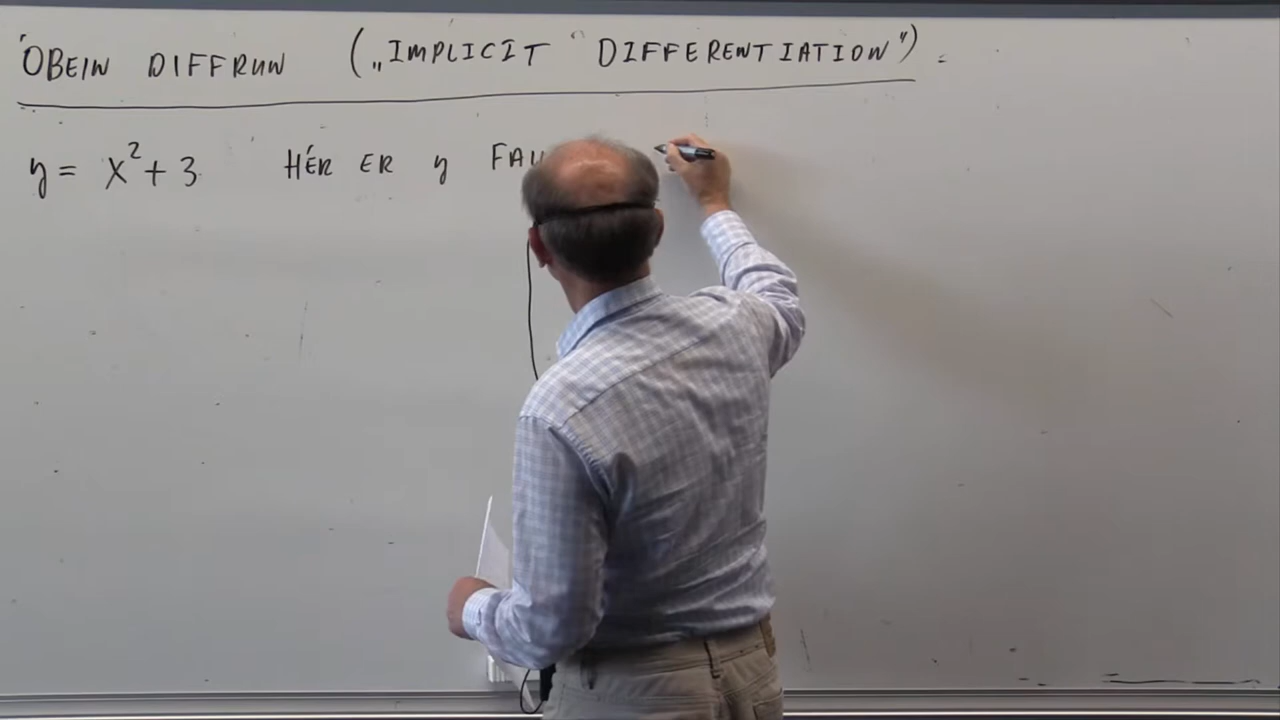 ÓBEIN DIFFRUN („IMPLICIT DIFFERENTIATION")
y = x² + 3 HÉR ER y